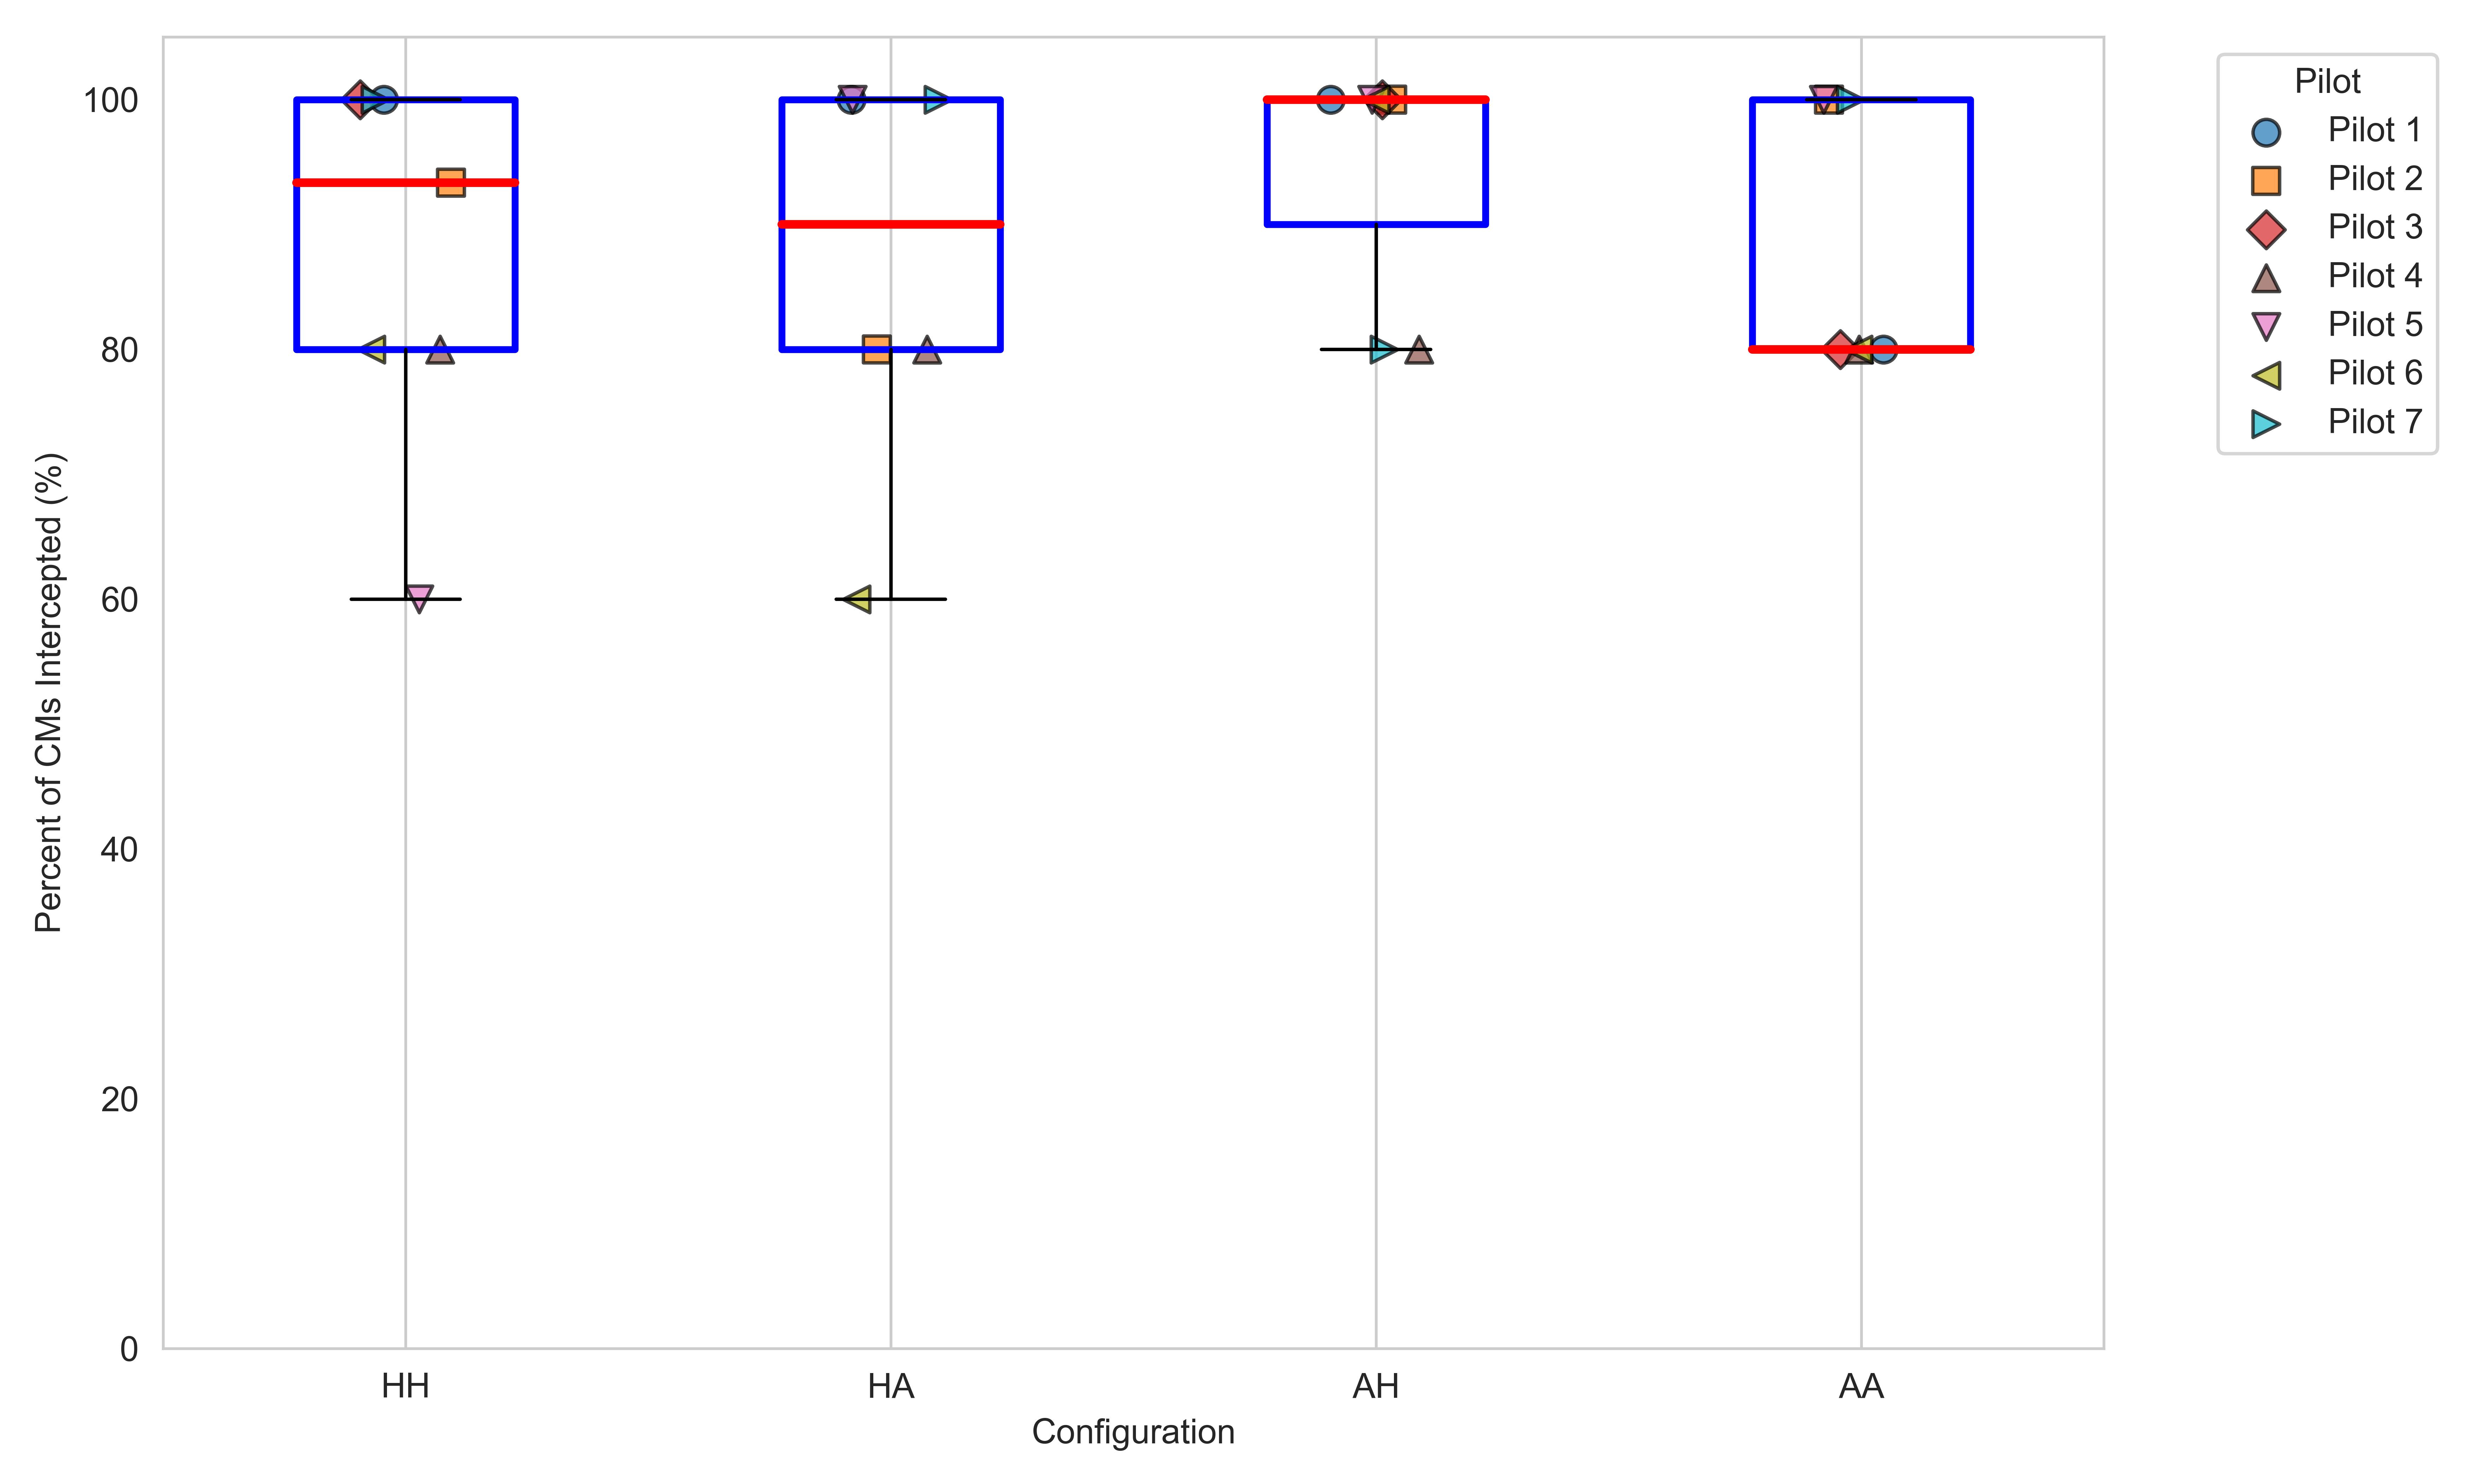 Percent of CMs Intercepted (%)
100
80
60
40
20
0
HH
HA
AH
AA
Configuration
Pilot
Pilot 1
Pilot 2
Pilot 3
Pilot 4
Pilot 5
Pilot 6
Pilot 7